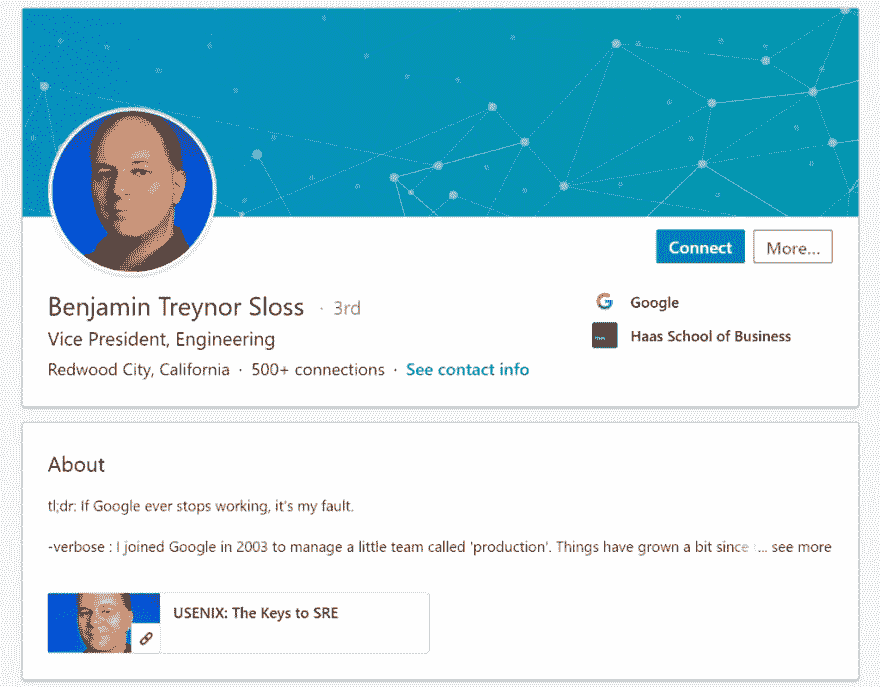 Connect
More...
Benjamin Treynor Sloss · 3rd
Vice President, Engineering
Redwood City, California · 500+ connections · See contact info
Google
Haas School of Business
About
tl;dr: If Google ever stops working, it's my fault.
-verbose : I joined Google in 2003 to manage a little team called 'production'. Things have grown a bit since ... see more
USENIX: The Keys to SRE